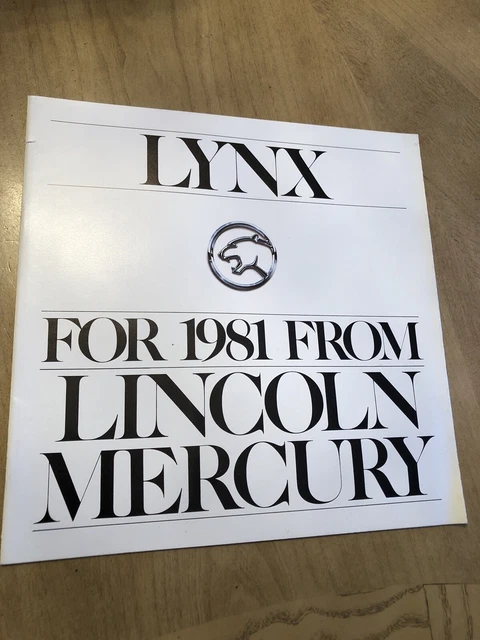 LYNX
FOR 1981 FROM
LINCOLN
MERCURY